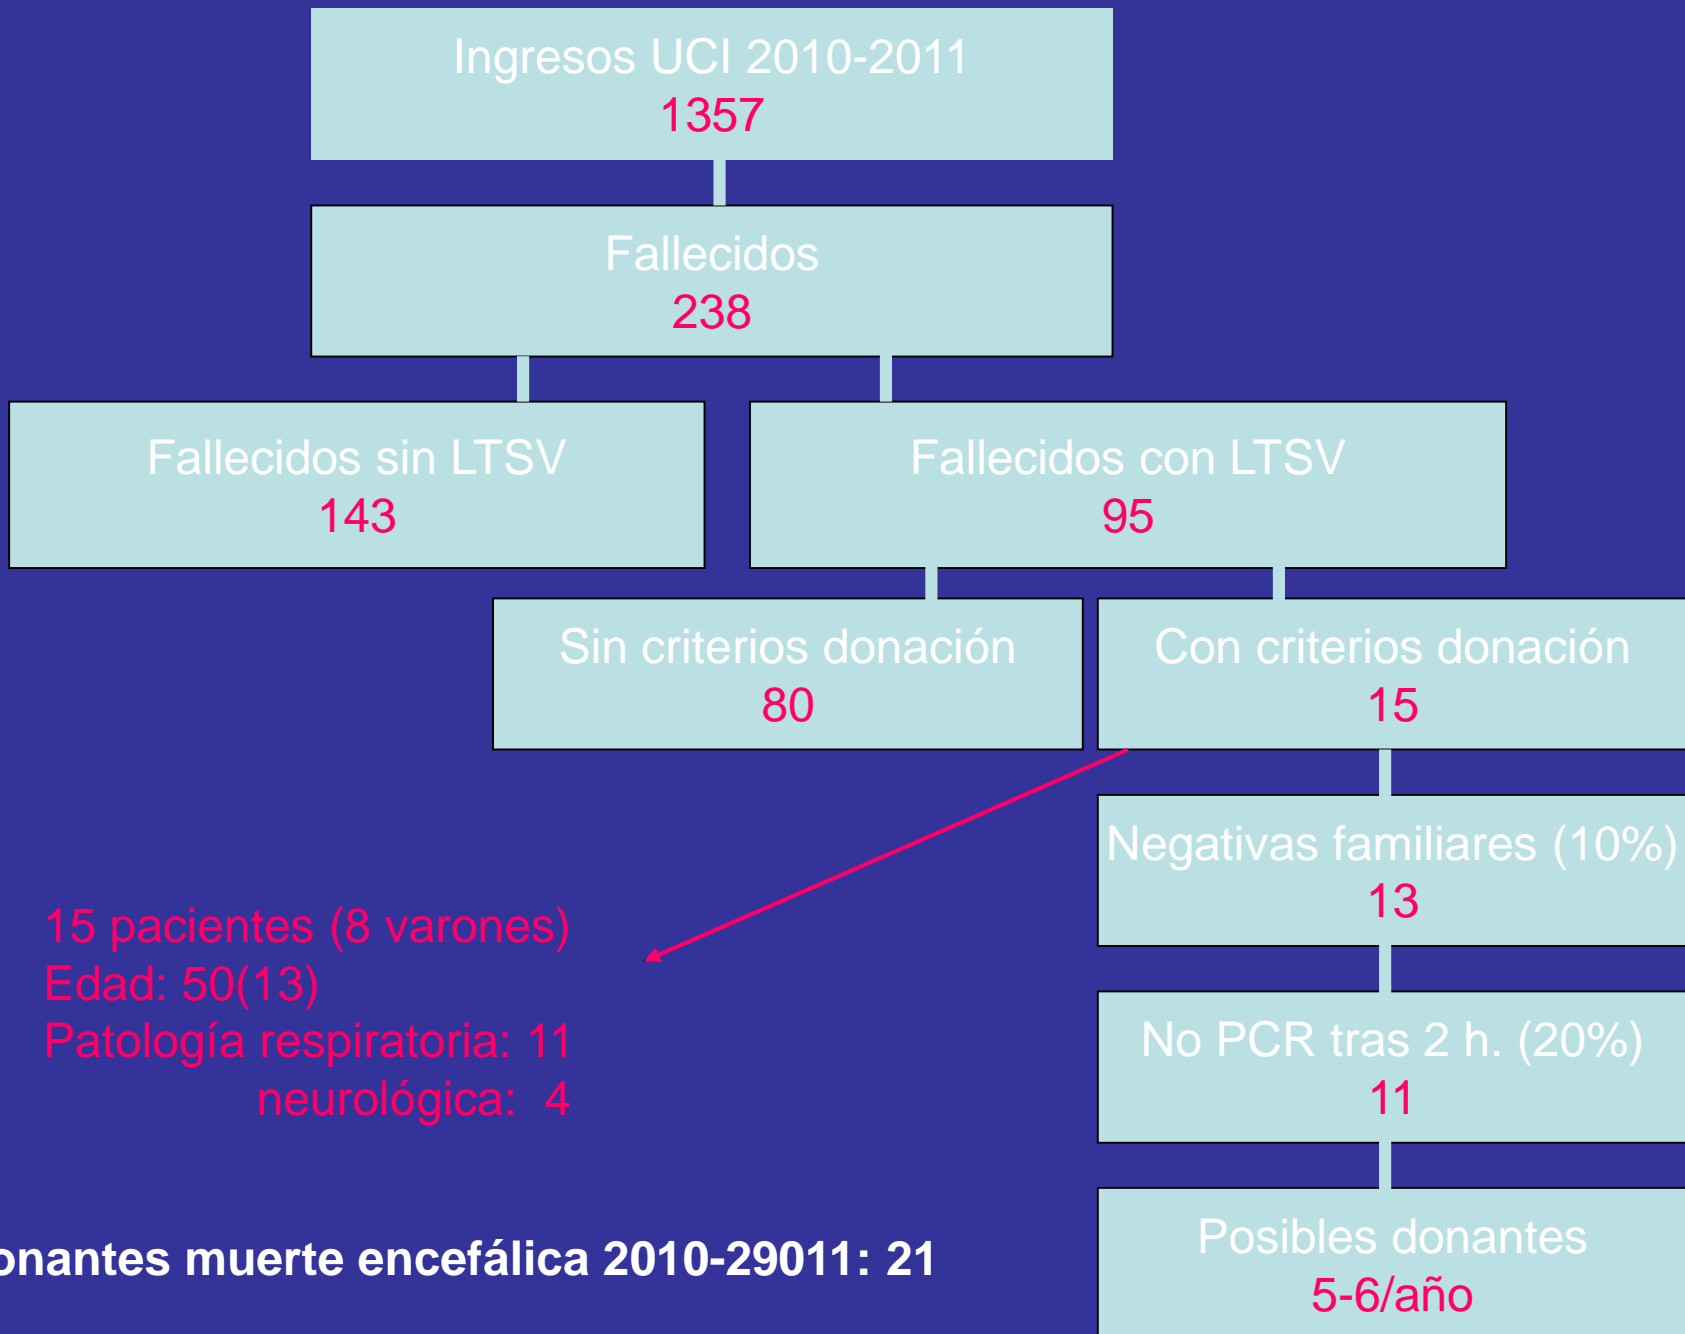 Ingresos UCI 2010-2011
1357
Fallecidos
238
Fallecidos sin LTSV
143
Fallecidos con LTSV
95
Sin criterios donación
80
Con criterios donación
15
Negativas familiares (10%)
13
15 pacientes (8 varones)
Edad: 50(13)
Patología respiratoria: 11
neurológica: 4
No PCR tras 2 h. (20%)
11
Posibles donantes
5-6/año
onantes muerte encefálica 2010-29011: 21